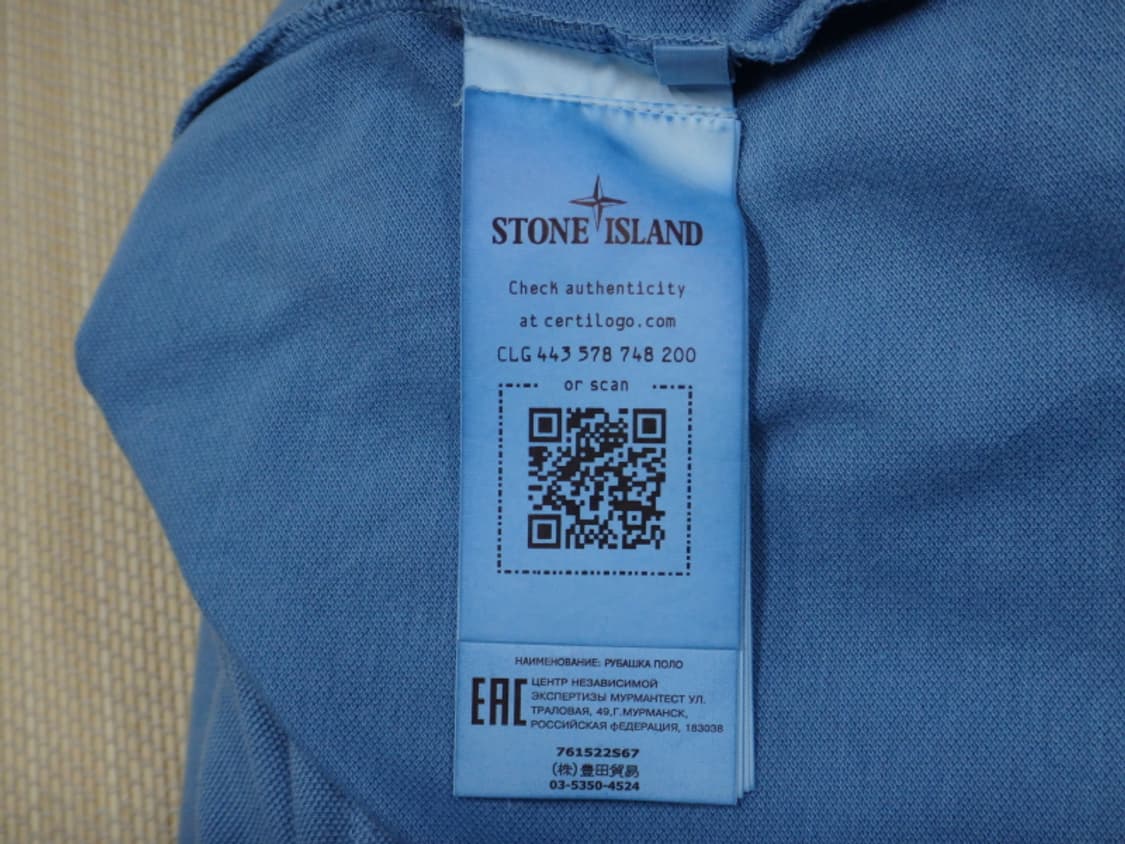 STONE ISLAND
Check authenticity
at certilogo.com
CLG 443 578 748 200
or scan
НАИМЕНОВАНИЕ: РУБАШКА ПОЛО
EAC
ЦЕНТР НЕЗАВИСИМОЙ
ЭКСПЕРТИЗЫ МУРМАНТЕСТ УЛ.
ТРАЛОВАЯ, 49,Г.МУРМАНСК,
РОССИЙСКАЯ фЕДЕРАЦИЯ, 183038
761522S67
(株)豊田貿易
03-5350-4524